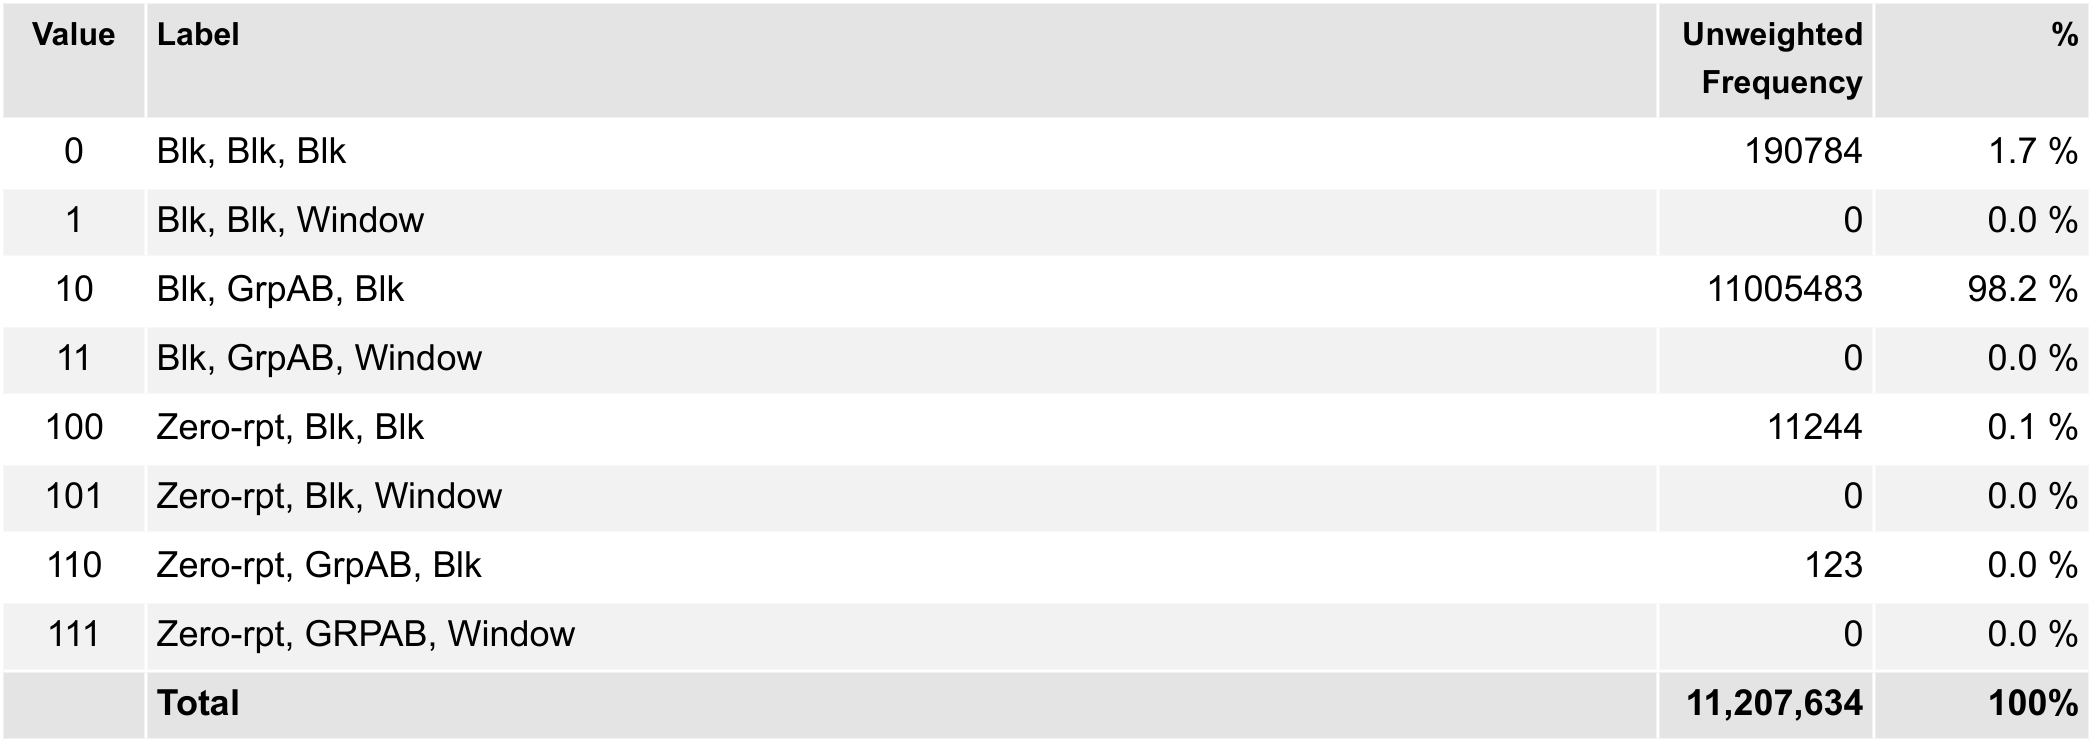 Value Label Unweighted Frequency %
0 Blk, Blk, Blk 190784 1.7 %
1 Blk, Blk, Window 0 0.0 %
10 Blk, GrpAB, Blk 11005483 98.2 %
11 Blk, GrpAB, Window 0 0.0 %
100 Zero-rpt, Blk, Blk 11244 0.1 %
101 Zero-rpt, Blk, Window 0 0.0 %
110 Zero-rpt, GrpAB, Blk 123 0.0 %
111 Zero-rpt, GRPAB, Window 0 0.0 %
Total 11,207,634 100%